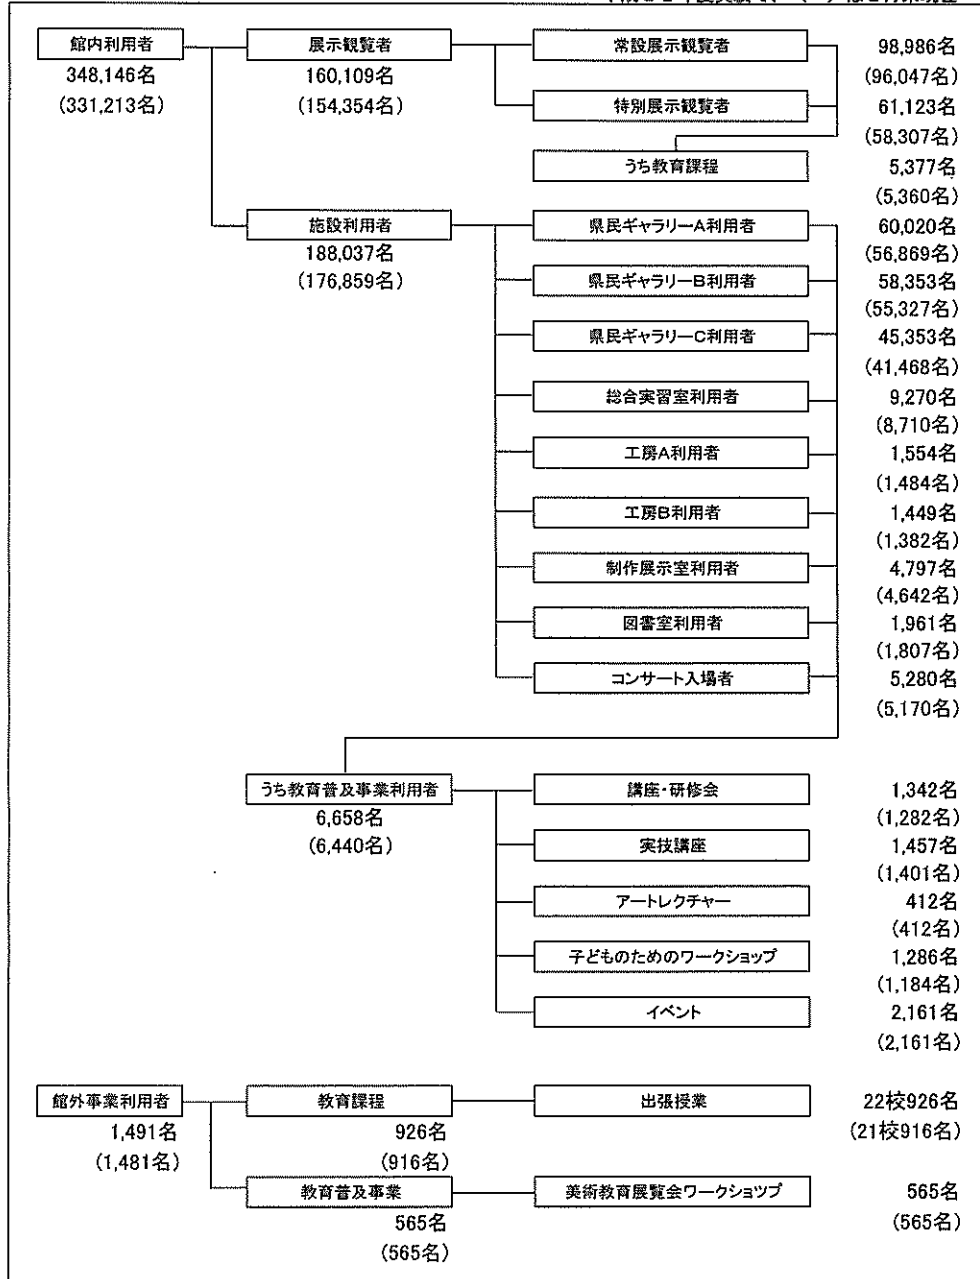 館内利用者 展示観覧者 常設展示観覧者 98,986名
348,146名 160,109名 (96,047名)
(331,213名) (154,354名) 特別展示観覧者 61,123名
(58,307名)
うち教育課程 5,377名
(5,360名)
施設利用者 県民ギャラリーA利用者 60,020名
188,037名 (56,869名)
(176,859名) 県民ギャラリーB利用者 58,353名
(55,327名)
県民ギャラリーC利用者 45,353名
(41,468名)
総合実習室利用者 9,270名
(8,710名)
工房A利用者 1,554名
(1,484名)
工房B利用者 1,449名
(1,382名)
制作展示室利用者 4,797名
(4,642名)
図書室利用者 1,961名
(1,807名)
コンサート入場者 5,280名
(5,170名)
うち教育普及事業利用者 講座・研修会 1,342名
6,658名 (1,282名)
(6,440名) 実技講座 1,457名
(1,401名)
アートレクチャー 412名
(412名)
子どものためのワークショップ 1,286名
(1,184名)
イベント 2,161名
(2,161名)
館外事業利用者 教育課程 出張授業 22校926名
1,491名 926名 (21校916名)
(1,481名) (916名)
教育普及事業 美術教育展覧会ワークショツプ 565名
565名 (565名)
(565名)